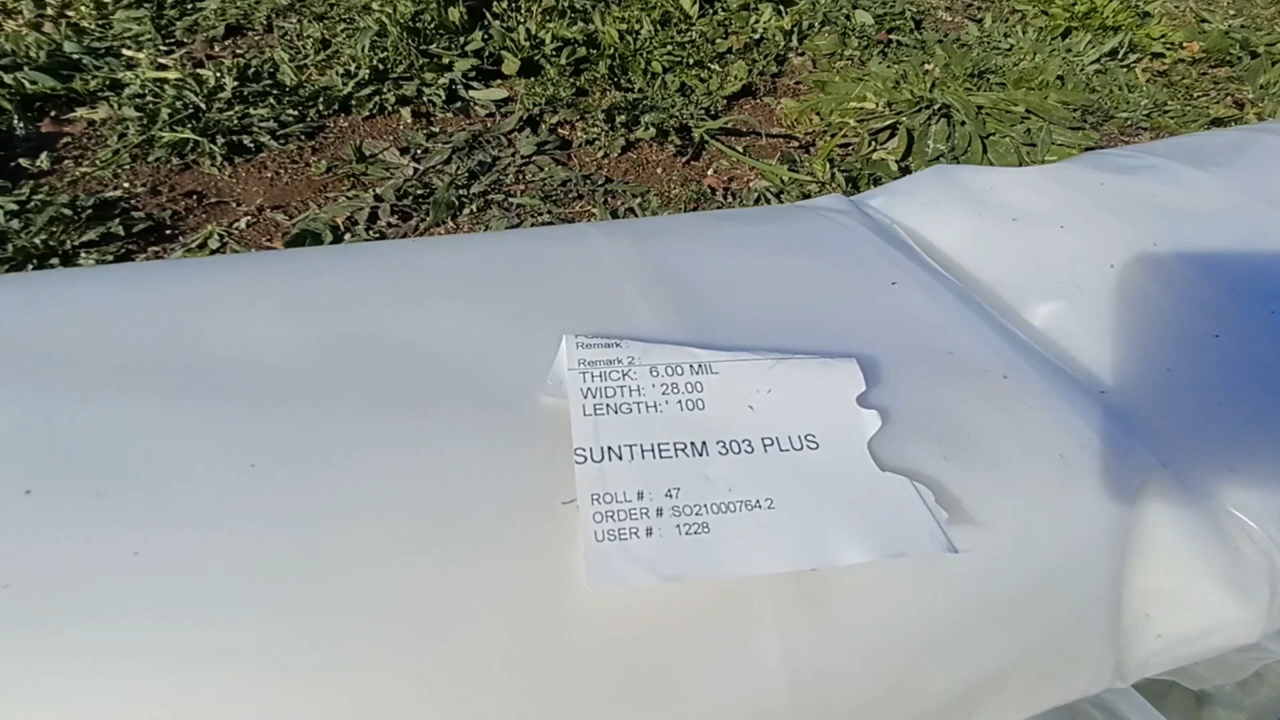 Remark :
Remark 2 :
THICK: 6.00 MIL
WIDTH: ' 28.00
LENGTH: ' 100
SUNTHERM 303 PLUS
ROLL # : 47
ORDER # :SO21000764.2
USER # : 1228